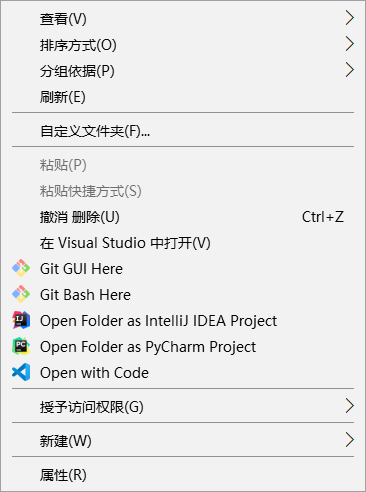 查看(V)
排序方式(O)
分组依据(P)
刷新(E)
自定义文件夹(F)...
粘贴(P)
粘贴快捷方式(S)
撤消 删除(U) Ctrl+Z
在 Visual Studio 中打开(V)
Git GUI Here
Git Bash Here
Open Folder as IntelliJ IDEA Project
Open Folder as PyCharm Project
Open with Code
授予访问权限(G)
新建(W)
属性(R)